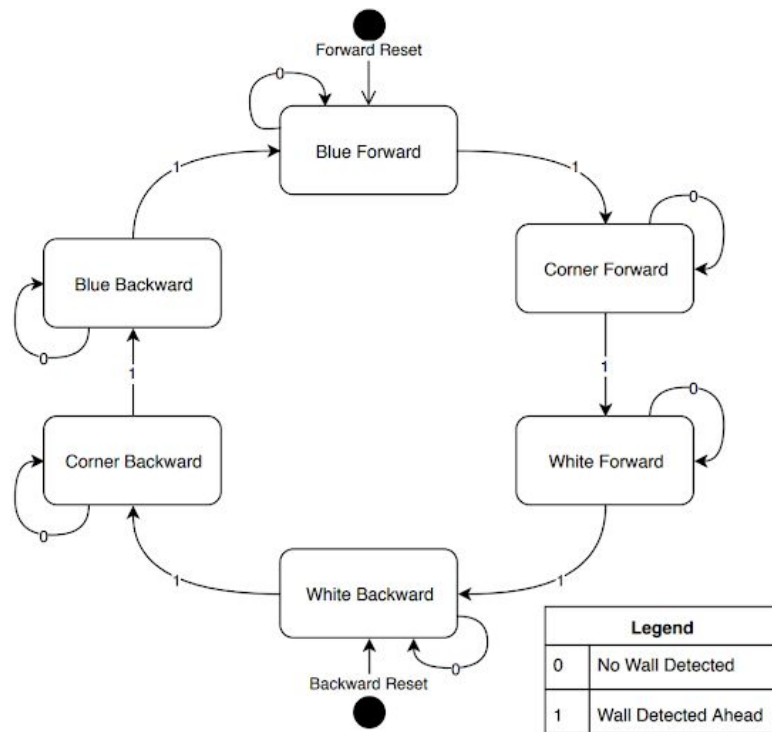 Forward Reset
0
Blue Forward
1
1
0
Corner Forward
Blue Backward
0
1
1
0
Corner Backward
White Forward
0
1
1
White Backward
0
Backward Reset
Legend
0 No Wall Detected
1 Wall Detected Ahead